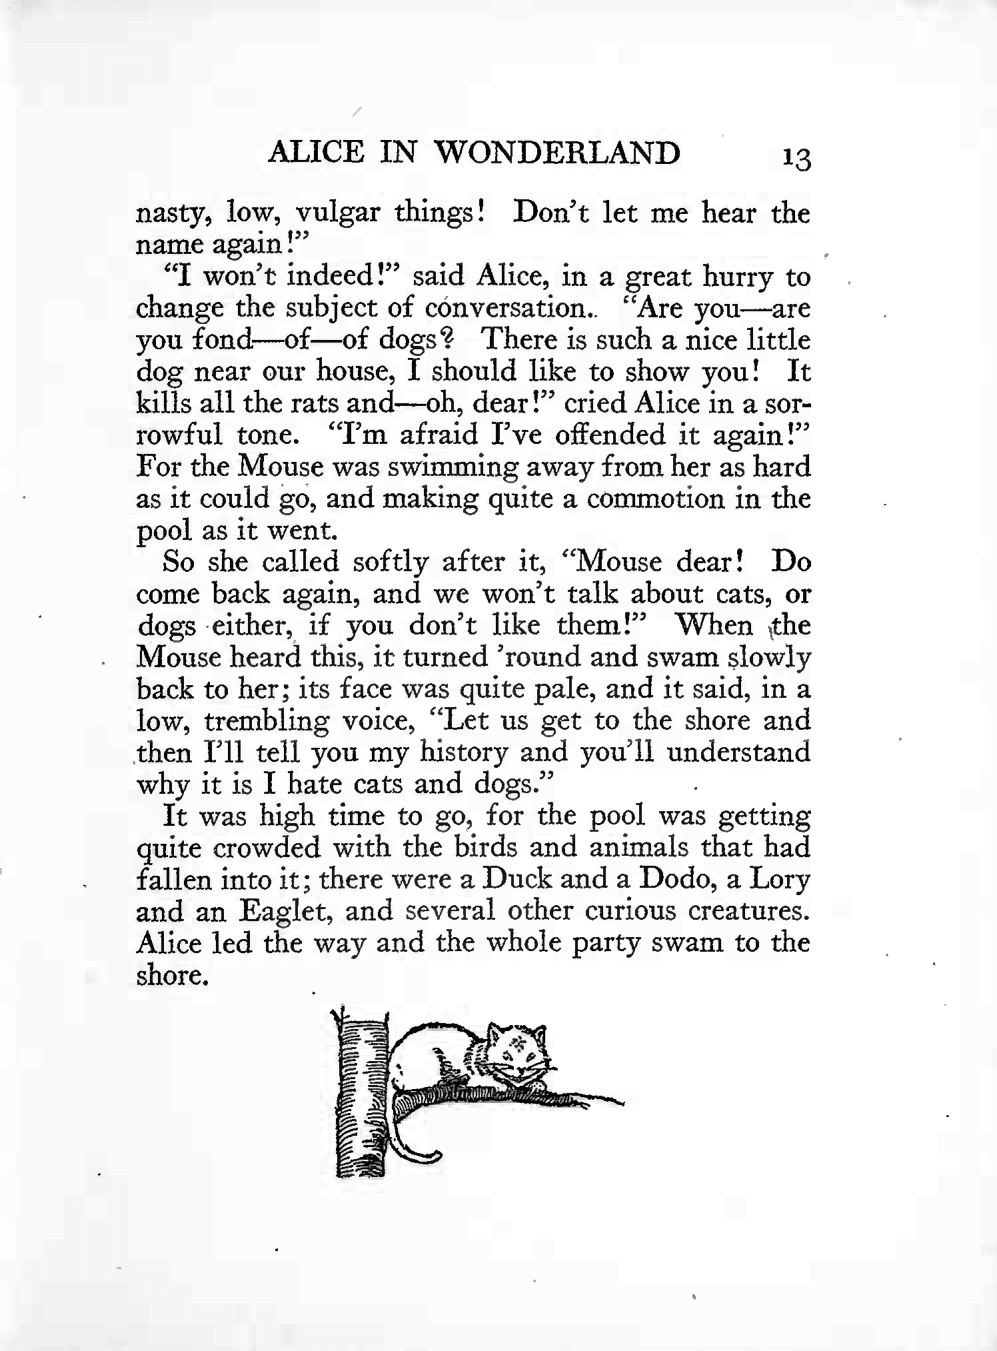 ALICE IN WONDERLAND 13
nasty, low, vulgar things! Don't let me hear the
name again!"
"I won't indeed!" said Alice, in a great hurry to
change the subject of conversation. "Are you—are
you fond—of—of dogs? There is such a nice little
dog near our house, I should like to show you! It
kills all the rats and—oh, dear!" cried Alice in a sor-
rowful tone. "I'm afraid I've offended it again!"
For the Mouse was swimming away from her as hard
as it could go, and making quite a commotion in the
pool as it went.
So she called softly after it, "Mouse dear! Do
come back again, and we won't talk about cats, or
dogs either, if you don't like them!" When the
Mouse heard this, it turned 'round and swam slowly
back to her; its face was quite pale, and it said, in a
low, trembling voice, "Let us get to the shore and
then I'll tell you my history and you'll understand
why it is I hate cats and dogs."
It was high time to go, for the pool was getting
quite crowded with the birds and animals that had
fallen into it; there were a Duck and a Dodo, a Lory
and an Eaglet, and several other curious creatures.
Alice led the way and the whole party swam to the
shore.